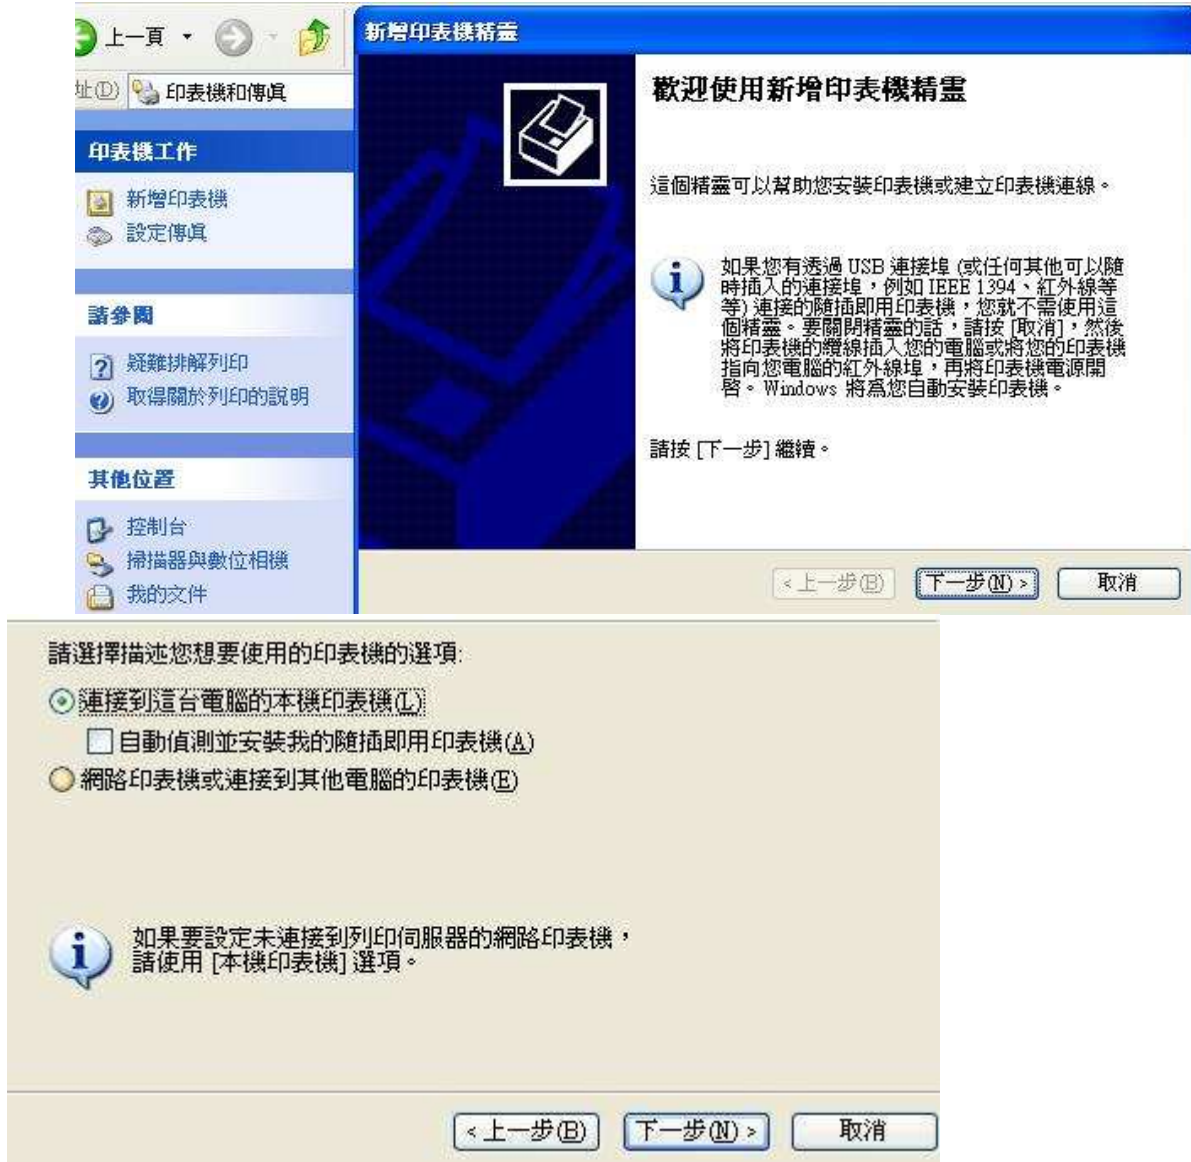 上一頁
新增印表機精靈
址(D) 印表機和傳真
印表機工作
新增印表機
設定傳真
請參閱
疑難排解列印
取得關於列印的說明
其他位置
控制台
掃描器與數位相機
我的文件
歡迎使用新增印表機精靈
這個精靈可以幫助您安裝印表機或建立印表機連線。
如果您有透過 USB 連接埠 (或任何其他可以隨
時插入的連接埠,例如 IEEE 1394、紅外線等
等) 連接的隨插即用印表機,您就不需使用這
個精靈。要關閉精靈的話,請按 [取消],然後
將印表機的纜線插入您的電腦或將您的印表機
指向您電腦的紅外線埠,再將印表機電源開
啟。Windows 將為您自動安裝印表機。
請按 [下一步] 繼續。
<上一步(B) 下一步(N)> 取消
請選擇描述您想要使用的印表機的選項:
連接到這台電腦的本機印表機(L)
自動偵測並安裝我的隨插即用印表機(A)
網路印表機或連接到其他電腦的印表機(E)
如果要設定未連接到列印伺服器的網路印表機,
請使用 [本機印表機] 選項。
<上一步(B) 下一步(N)> 取消